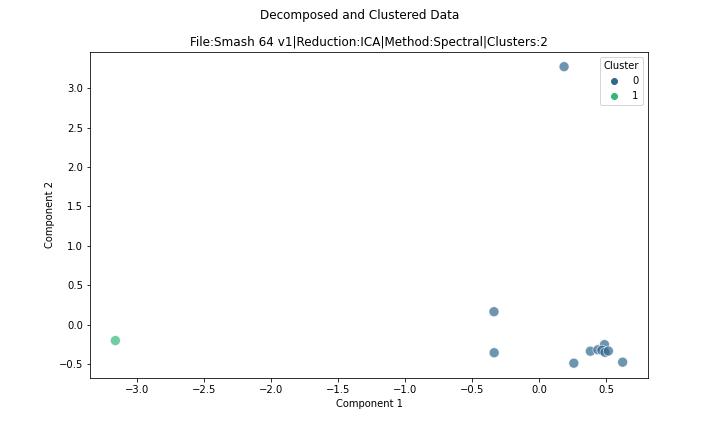 Decomposed and Clustered Data
File:Smash 64 v1|Reduction:ICA|Method:Spectral|Clusters:2
Cluster
0
1
3.0
2.5
2.0
1.5
1.0
0.5
0.0
−0.5
Component 2
−3.0 −2.5 −2.0 −1.5 −1.0 −0.5 0.0 0.5
Component 1